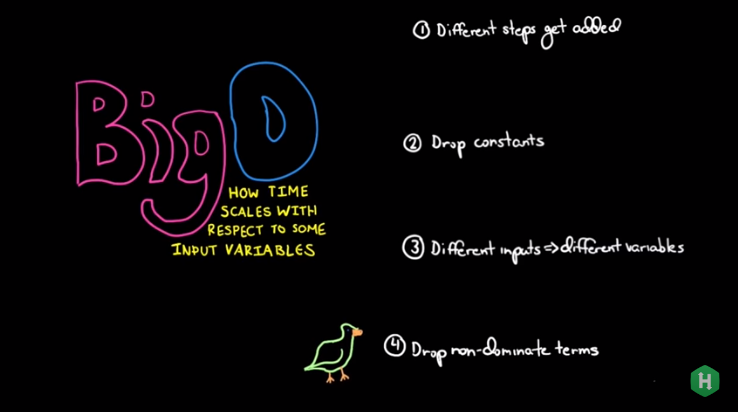 Big O
HOW TIME
SCALES WITH
RESPECT TO SOME
INPUT VARIABLES
① Different steps get added
② Drop constants
③ Different inputs => different variables
④ Drop non-dominate terms
H